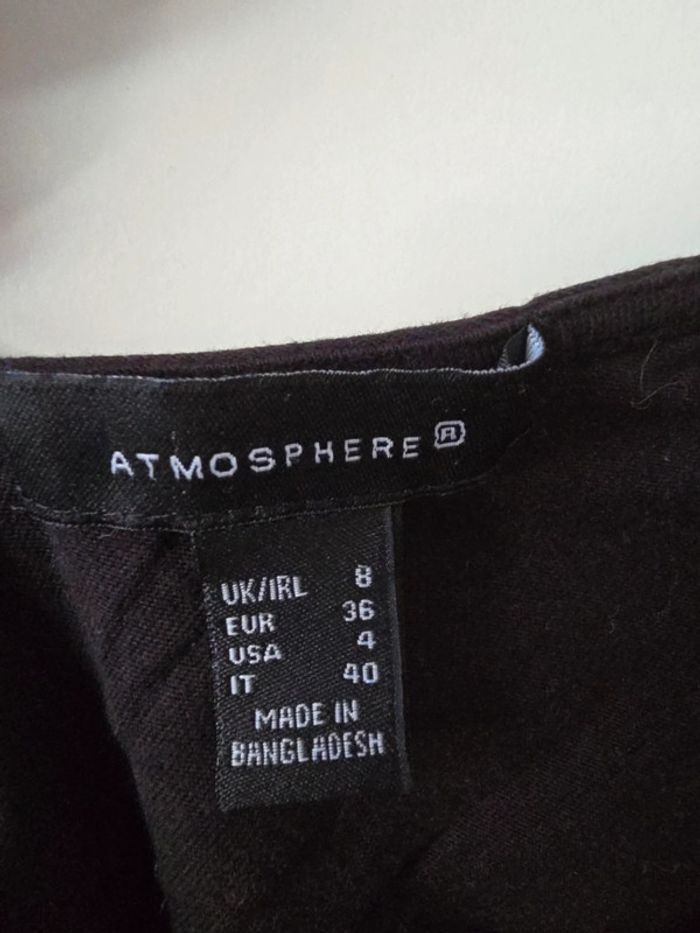 ATMOSPHERE®
UK/IRL 8
EUR 36
USA 4
IT 40
MADE IN
BANGLADESH